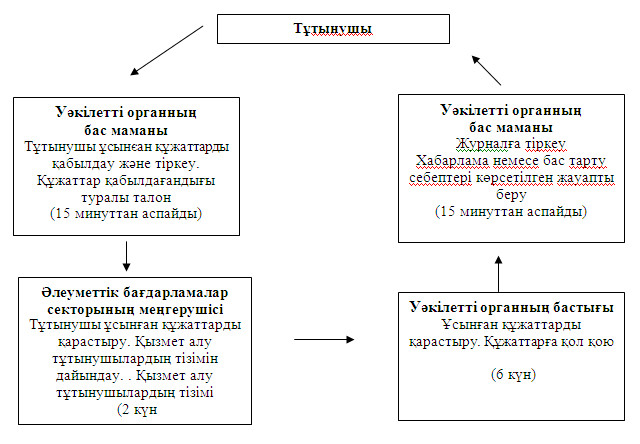 Тұтынушы
Уәкілетті органның
бас маманы
Тұтынушы ұсынєан құжаттарды
қабылдау және тіркеу.
Құжаттар қабылдағандығы
туралы талон
(15 минуттан аспайды)
Әлеуметтік бағдарламалар
секторының меңгерушісі
Тұтынушы ұсынған құжаттарды
қарастыру. Қызмет алу
тұтынушылардың тізімін
дайындау. . Қызмет алу
тұтынушылардың тізімі
(2 күн
Уәкілетті органның бастығы
Ұсынған құжаттарды
қарастыру. Құжаттарға қол қою
(6 күн)
Уәкілетті органның
бас маманы
Журналға тіркеу
Хабарлама немесе бас тарту
себептері көрсетілген жауапты
беру
(15 минуттан аспайды)